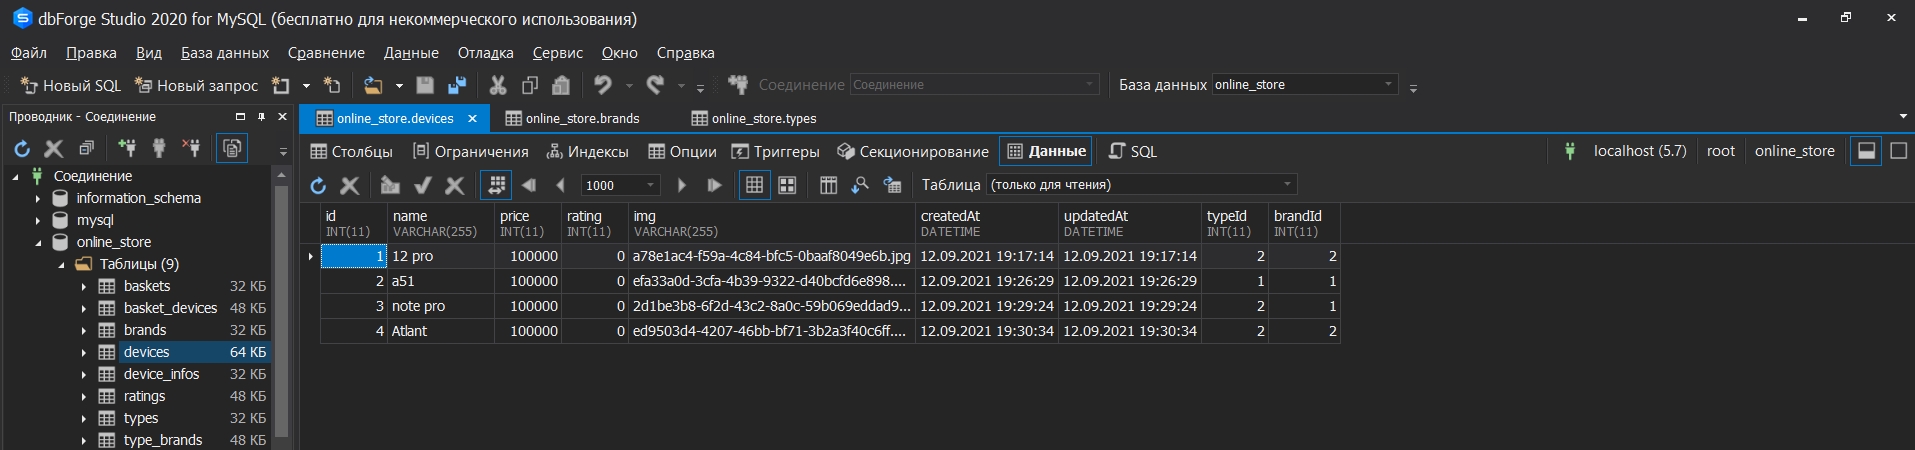 dbForge Studio 2020 for MySQL (бесплатно для некоммерческого использования)
Файл Правка Вид База данных Сравнение Данные Отладка Сервис Окно Справка
Новый SQL Новый запрос Соединение Соединение База данных online_store
Проводник - Соединение
online_store.devices online_store.brands online_store.types
Столбцы Ограничения Индексы Опции Триггеры Секционирование Данные SQL localhost (5.7) root online_store
1000 Таблица (только для чтения)
Соединение
information_schema
mysql
online_store
Таблицы (9)
baskets 32 КБ
basket_devices 48 КБ
brands 32 КБ
devices 64 КБ
device_infos 32 КБ
ratings 48 КБ
types 32 КБ
type_brands 48 КБ
id name price rating img createdAt updatedAt typeId brandId
INT(11) VARCHAR(255) INT(11) INT(11) VARCHAR(255) DATETIME DATETIME INT(11) INT(11)
1 12 pro 100000 0 a78e1ac4-f59a-4c84-bfc5-0baaf8049e6b.jpg 12.09.2021 19:17:14 12.09.2021 19:17:14 2 2
2 a51 100000 0 efa33a0d-3cfa-4b39-9322-d40bcfd6e898.... 12.09.2021 19:26:29 12.09.2021 19:26:29 1 1
3 note pro 100000 0 2d1be3b8-6f2d-43c2-8a0c-59b069eddad9... 12.09.2021 19:29:24 12.09.2021 19:29:24 2 1
4 Atlant 100000 0 ed9503d4-4207-46bb-bf71-3b2a3f40c6ff.... 12.09.2021 19:30:34 12.09.2021 19:30:34 2 2